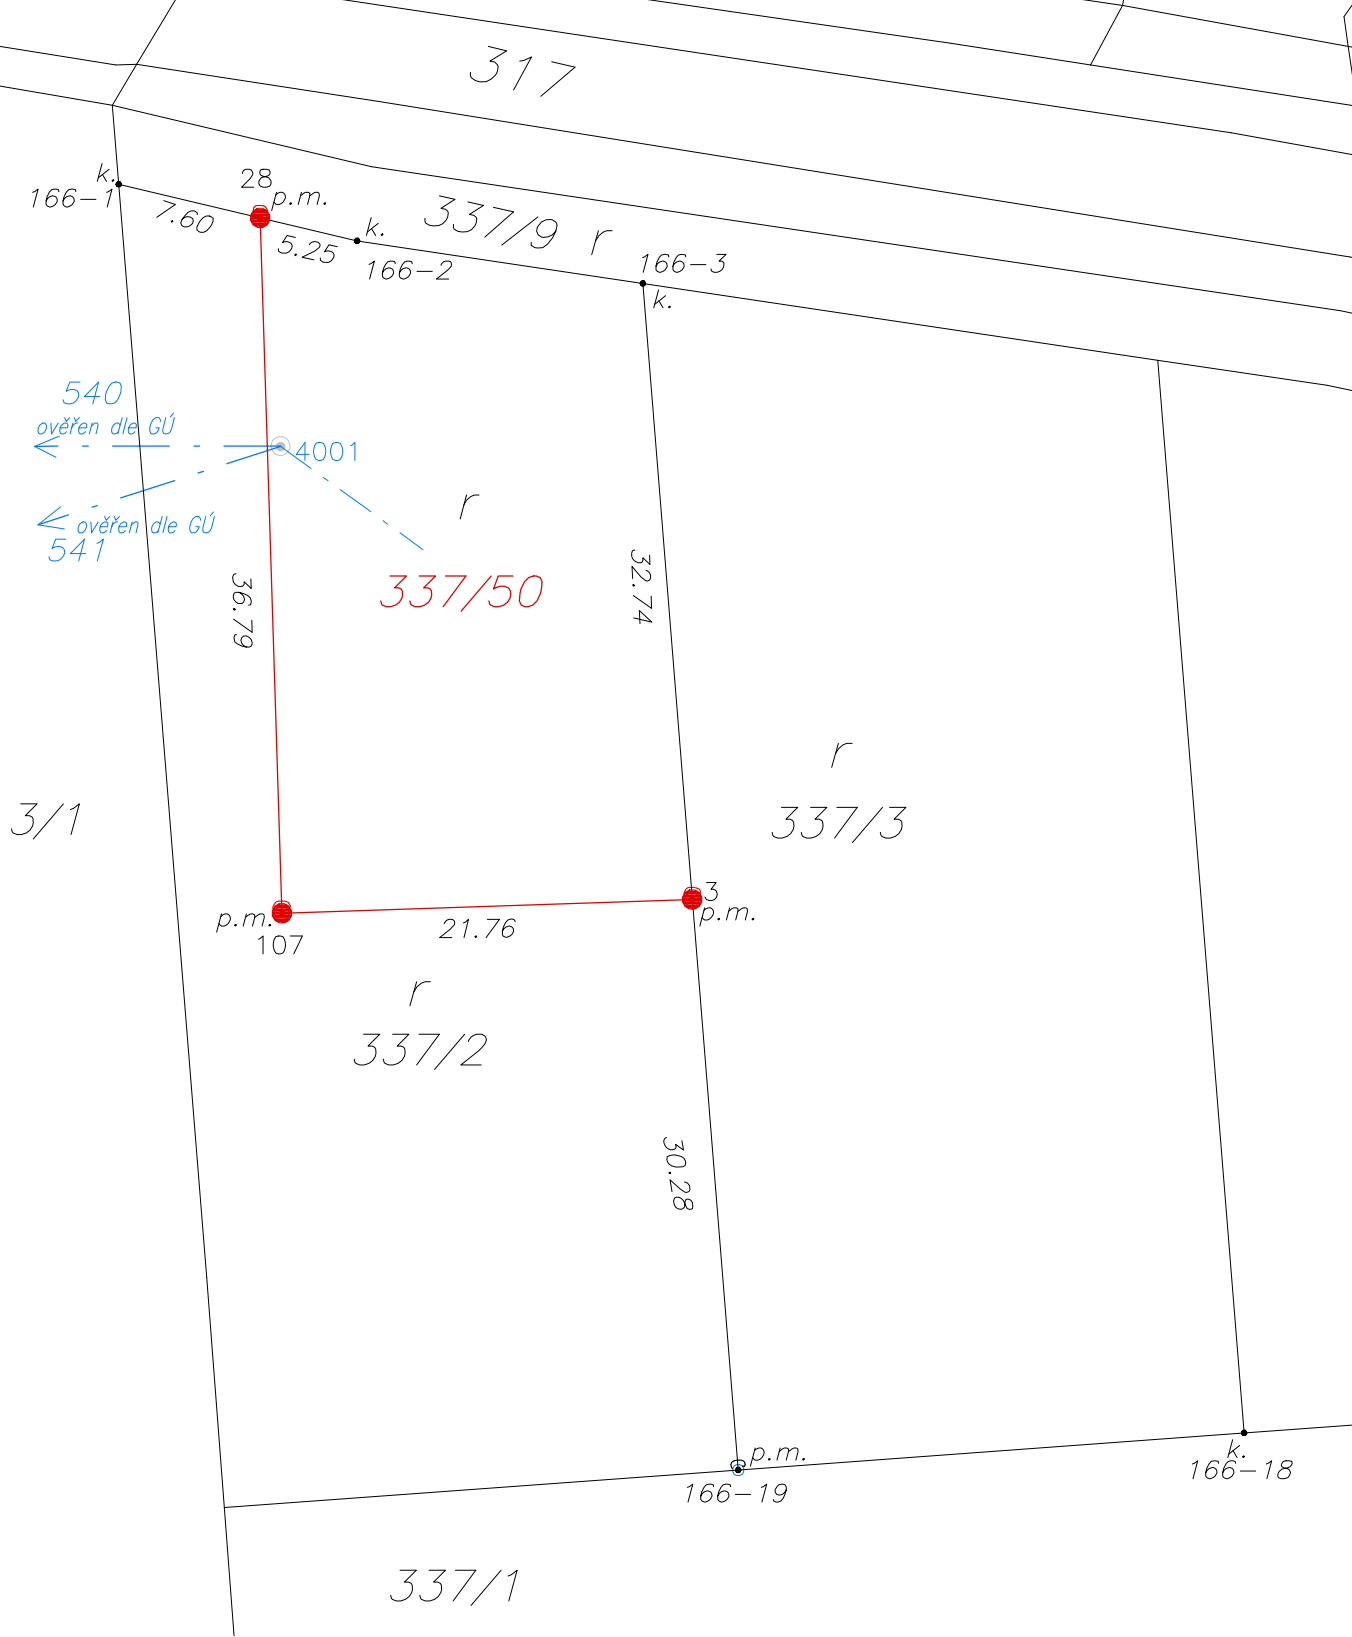 317
k.
166-1
28
p.m.
7.60
5.25
k.
166-2
337/9 r
166-3
k.
540
ověřen dle GÚ
4001
ověřen dle GÚ
541
r
337/50
32.74
36.79
r
337/3
3/1
3
p.m.
p.m.
107
21.76
r
337/2
30.28
p.m.
166-19
k.
166-18
337/1